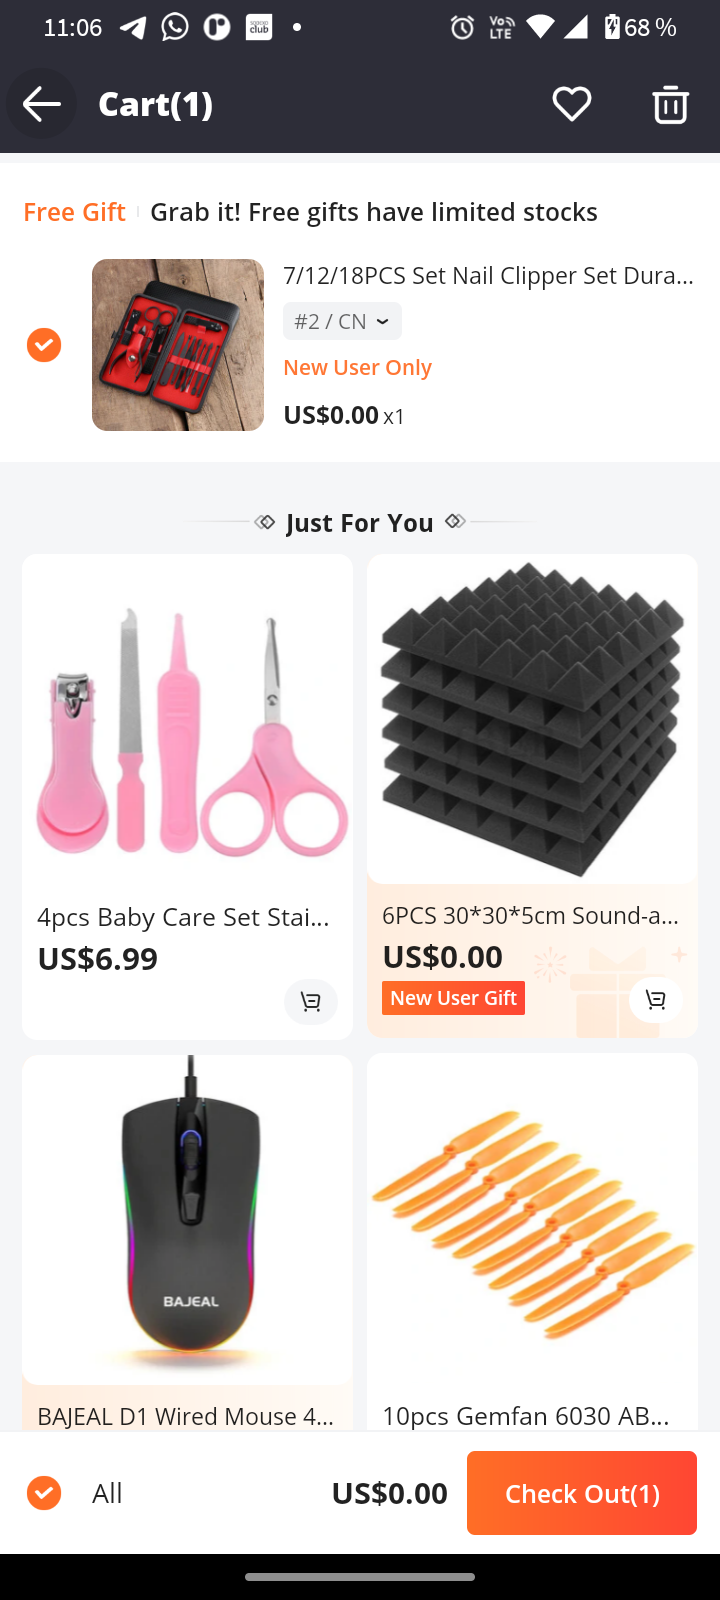 11:06
Vo
LTE
68 %
club
Cart(1)
Free Gift
Grab it! Free gifts have limited stocks
7/12/18PCS Set Nail Clipper Set Dura...
#2 / CN
New User Only
US$0.00 x1
Just For You
4pcs Baby Care Set Stai...
US$6.99
6PCS 30*30*5cm Sound-a...
US$0.00
New User Gift
BAJEAL
BAJEAL D1 Wired Mouse 4...
10pcs Gemfan 6030 AB...
All
US$0.00
Check Out(1)